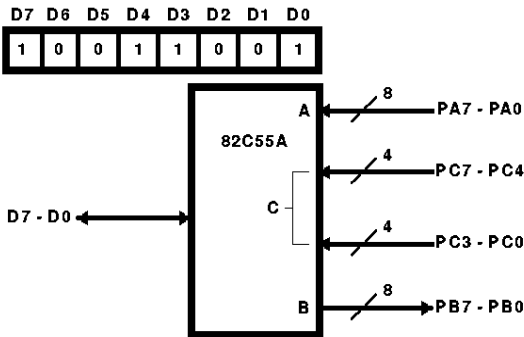 D7 D6 D5 D4 D3 D2 D1 D0
1 0 0 1 1 0 0 1
A 8 PA7 - PA0
82C55A
4 PC7 - PC4
C
D7 - D0
4 PC3 - PC0
B 8 PB7 - PB0